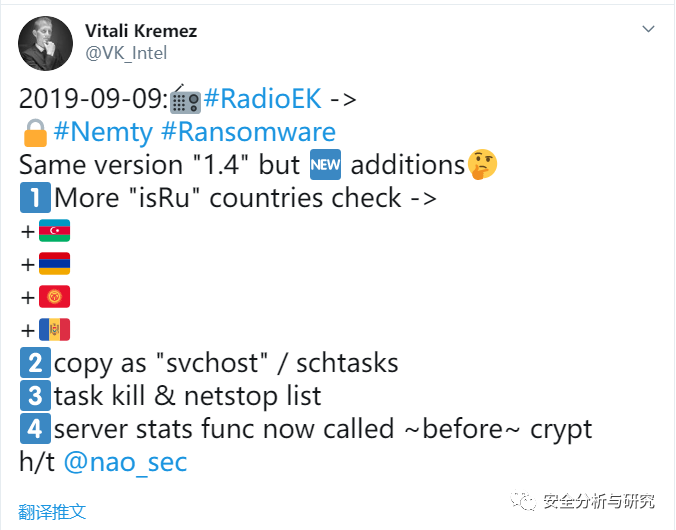 Vitali Kremez
@VK_Intel
2019-09-09:📻#RadioEK ->
🔒#Nemty #Ransomware
Same version "1.4" but 🆕 additions🤔
1️⃣More "isRu" countries check ->
+🇦🇿
+🇦🇲
+🇰🇬
+🇲🇩
2️⃣copy as "svchost" / schtasks
3️⃣task kill & netstop list
4️⃣server stats func now called ~before~ crypt
h/t @nao_sec
翻译推文
安全分析与研究